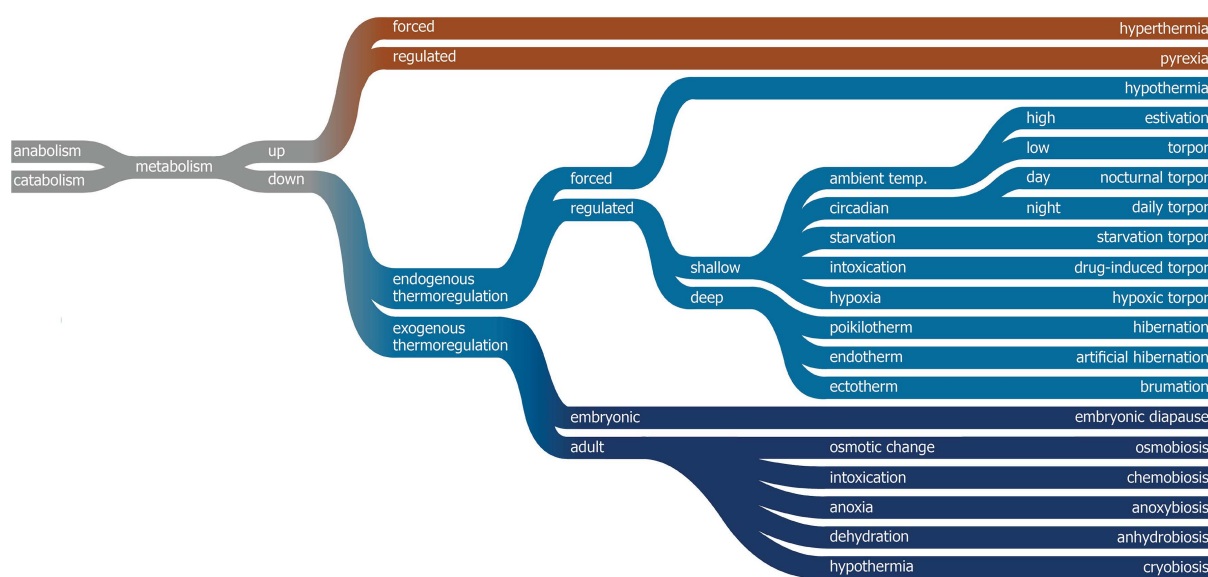 forced hyperthermia
regulated pyrexia
hypothermia
high estivation
anabolism metabolism up low torpor
catabolism down forced ambient temp. day nocturnal torpor
regulated circadian night daily torpor
starvation starvation torpor
endogenous
thermoregulation
shallow intoxication drug-induced torpor
deep hypoxia hypoxic torpor
exogenous
thermoregulation
poikilotherm hibernation
endotherm artificial hibernation
ectotherm brumation
embryonic embryonic diapause
adult osmotic change osmobiosis
intoxication chemobiosis
anoxia anoxybiosis
dehydration anhydrobiosis
hypothermia cryobiosis